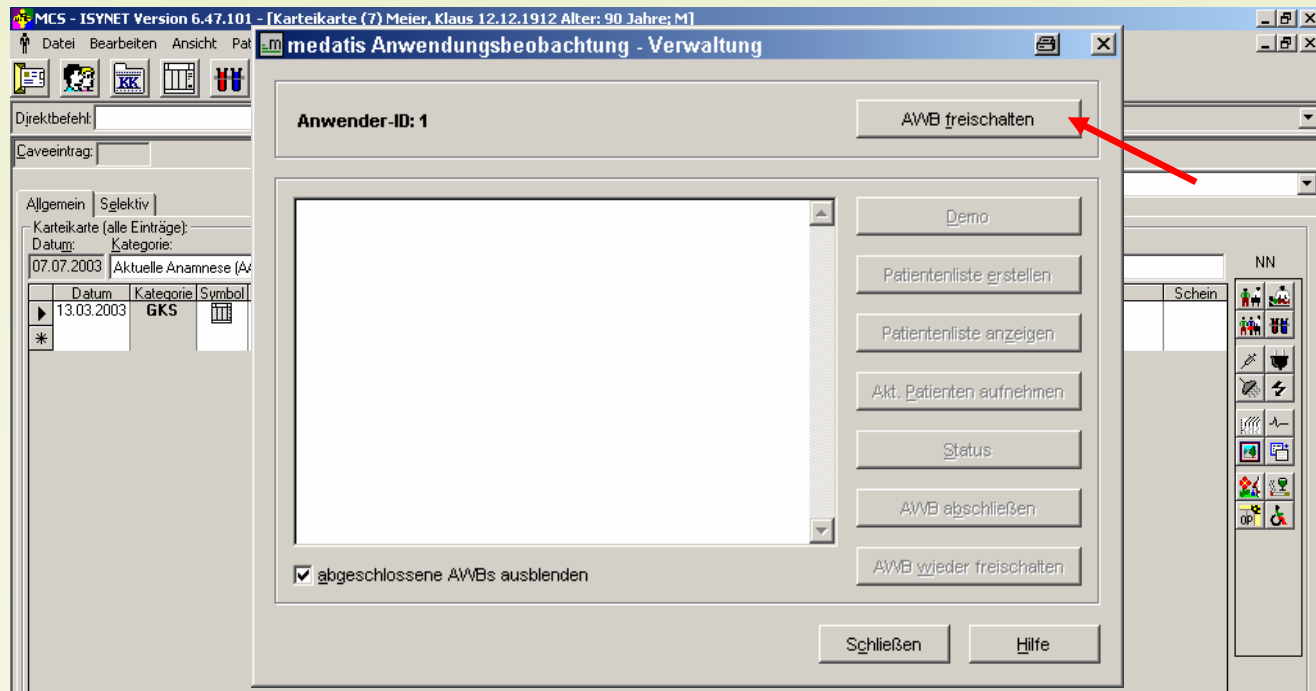 MCS - ISYNET Version 6.47.101 - [Karteikarte (7) Meier, Klaus 12.12.1912 Alter: 90 Jahre; M]
Datei Bearbeiten Ansicht Pat
medatis Anwendungsbeobachtung - Verwaltung
KK
Direktbefehl:
Anwender-ID: 1
AWB freischalten
Caveeintrag:
Allgemein Selektiv
Demo
Karteikarte (alle Einträge):
Datum: Kategorie:
07.07.2003 Aktuelle Anamnese (AA
Patientenliste erstellen
NN
Datum Kategorie Symbol
Schein
13.03.2003 GKS
Patientenliste anzeigen
Akt. Patienten aufnehmen
Status
AWB abschließen
OP
abgeschlossene AWBs ausblenden
AWB wieder freischalten
Schließen
Hilfe